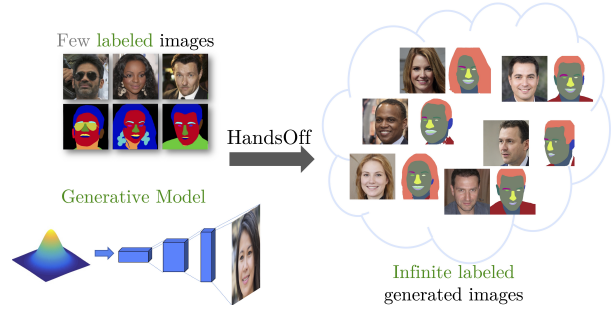 Few labeled images
HandsOff
Generative Model
Infinite labeled
generated images